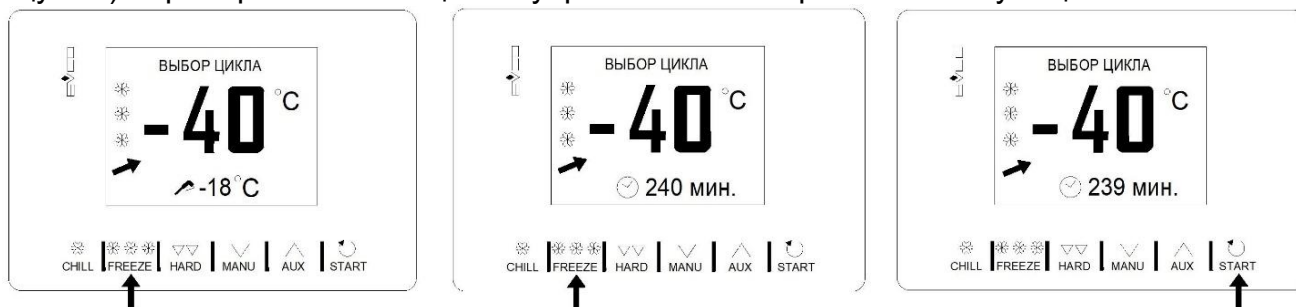 ВЫБОР ЦИКЛА
-40 °C
-18°C
CHILL FREEZE HARD MANU AUX START
ВЫБОР ЦИКЛА
-40 °C
240 мин.
CHILL FREEZE HARD MANU AUX START
ВЫБОР ЦИКЛА
-40 °C
239 мин.
CHILL FREEZE HARD MANU AUX START